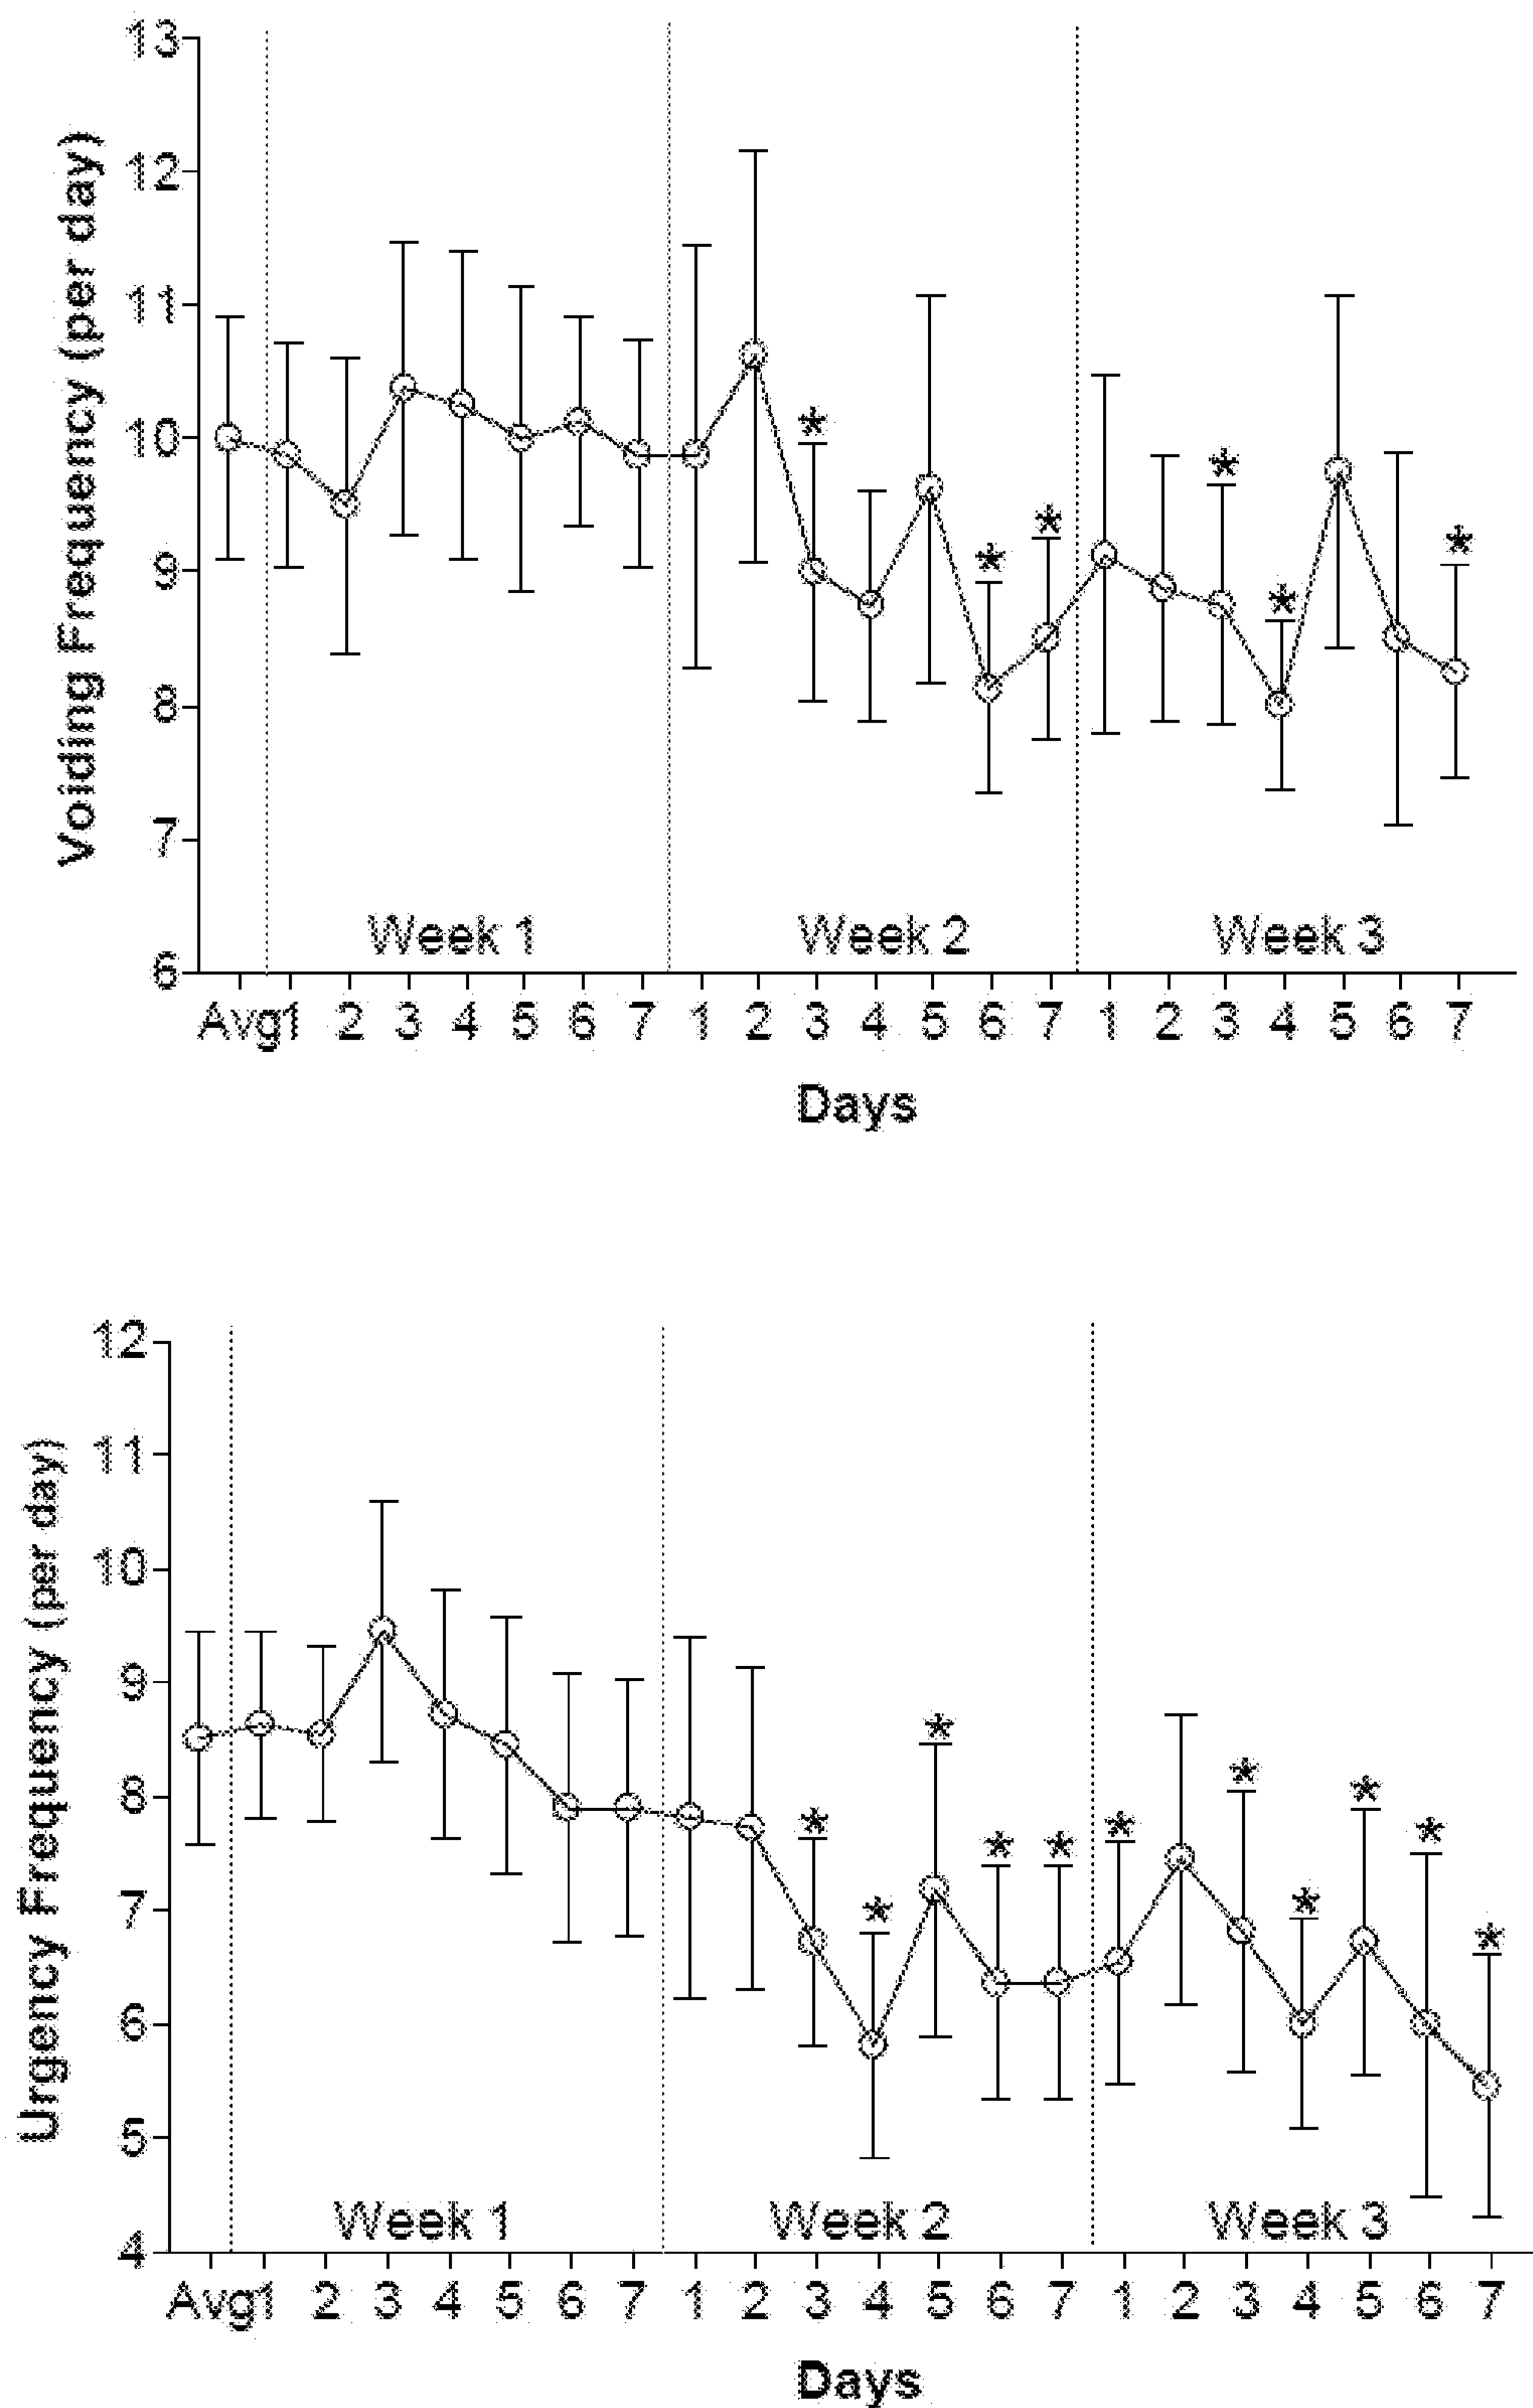 Voiding Frequency (per day)
13
12
11
10
9
8
7
6
* * * * * *
Week 1 Week 2 Week 3
Avg 1 2 3 4 5 6 7 1 2 3 4 5 6 7 1 2 3 4 5 6 7
Days
Urgency Frequency (per day)
12
11
10
9
8
7
6
5
4
* * * * * * * * * * *
Week 1 Week 2 Week 3
Avg 1 2 3 4 5 6 7 1 2 3 4 5 6 7 1 2 3 4 5 6 7
Days